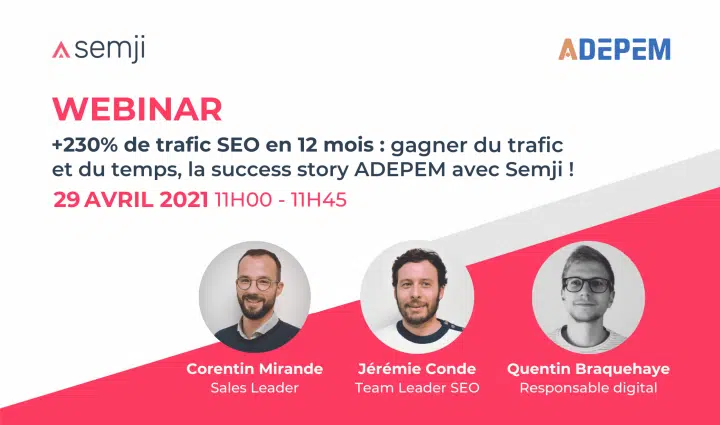 semji
ADEPEM
WEBINAR
+230% de trafic SEO en 12 mois : gagner du trafic
et du temps, la success story ADEPEM avec Semji !
29 AVRIL 2021 11H00 - 11H45
Corentin Mirande
Sales Leader
Jérémie Conde
Team Leader SEO
Quentin Braquehaye
Responsable digital